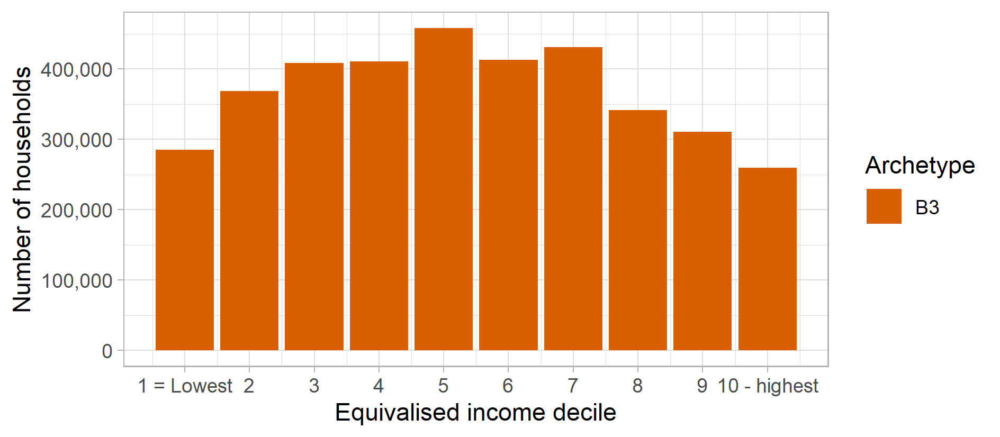 Number of households
400,000
300,000
200,000
100,000
0
1 = Lowest 2 3 4 5 6 7 8 9 10 - highest
Equivalised income decile
Archetype
B3